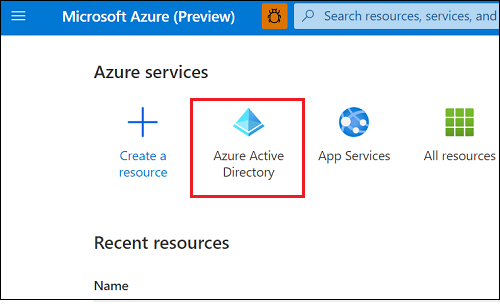 Microsoft Azure (Preview)
Search resources, services, and
Azure services
Create a
resource
Azure Active
Directory
App Services
All resources
Recent resources
Name